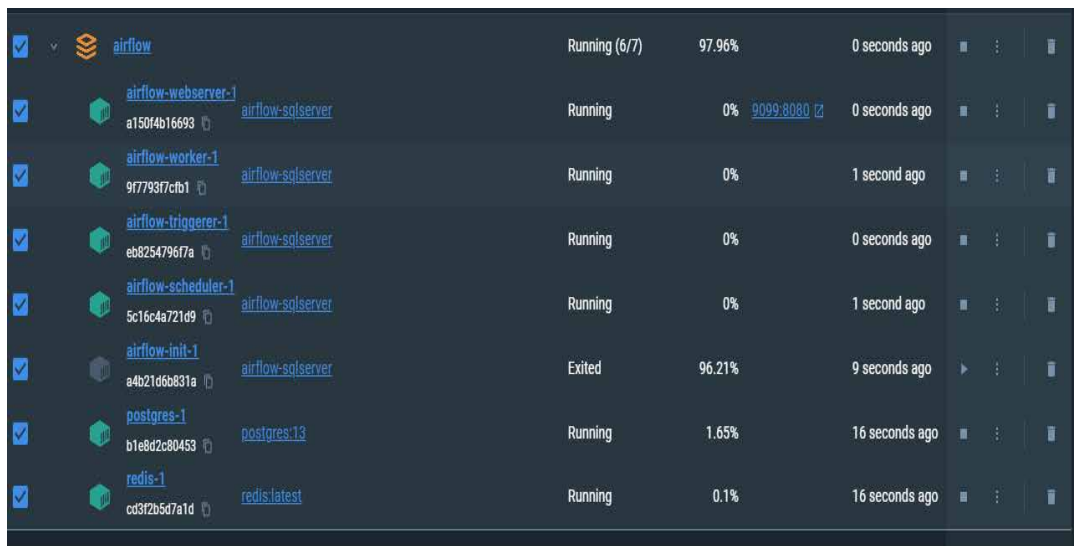 airflow Running (6/7) 97.96% 0 seconds ago
airflow-webserver-1
a150f4b16693 airflow-sqlserver Running 0% 9099:8080 0 seconds ago
airflow-worker-1
9f7793f7cfb1 airflow-sqlserver Running 0% 1 second ago
airflow-triggerer-1
eb8254796f7a airflow-sqlserver Running 0% 0 seconds ago
airflow-scheduler-1
5c16c4a721d9 airflow-sqlserver Running 0% 1 second ago
airflow-init-1
a4b21d6b831a airflow-sqlserver Exited 96.21% 9 seconds ago
postgres-1
b1e8d2c80453 postgres:13 Running 1.65% 16 seconds ago
redis-1
cd3f2b5d7a1d redis:latest Running 0.1% 16 seconds ago